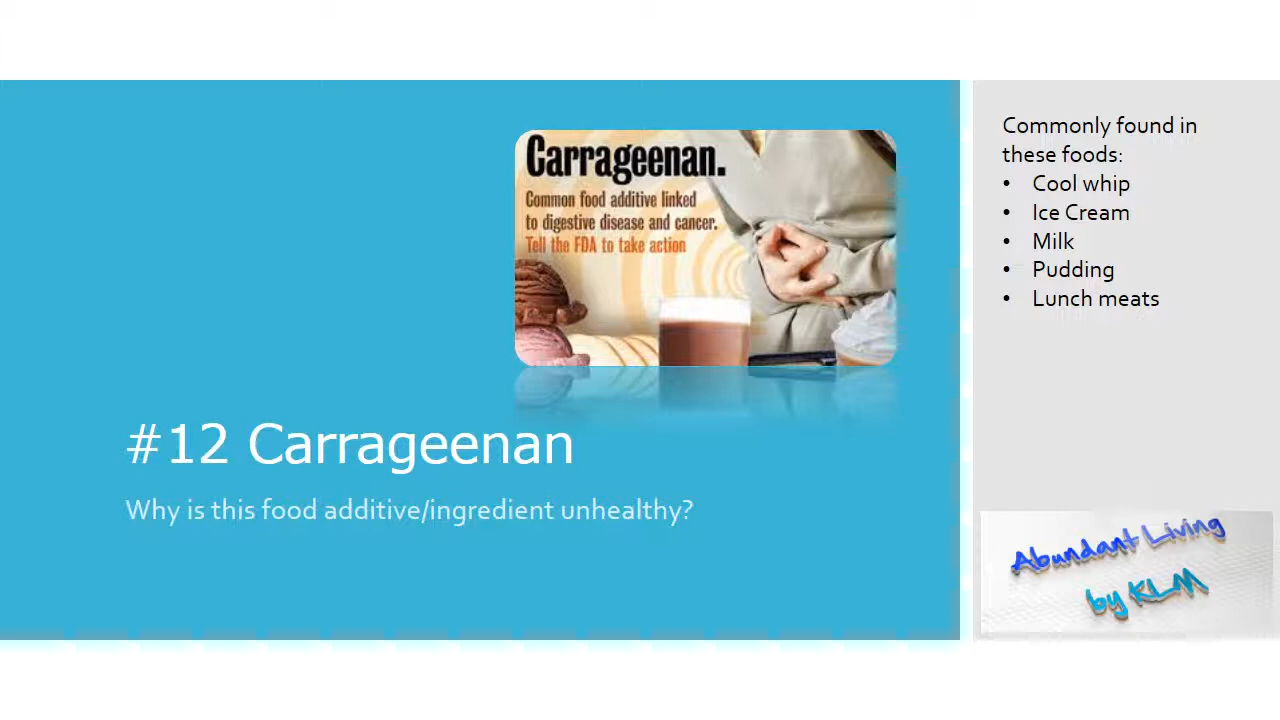 Carrageenan.
Common food additive linked
to digestive disease and cancer.
Tell the FDA to take action
#12 Carrageenan
Why is this food additive/ingredient unhealthy?
Commonly found in
these foods:
• Cool whip
• Ice Cream
• Milk
• Pudding
• Lunch meats
Abundant Living
by KLM